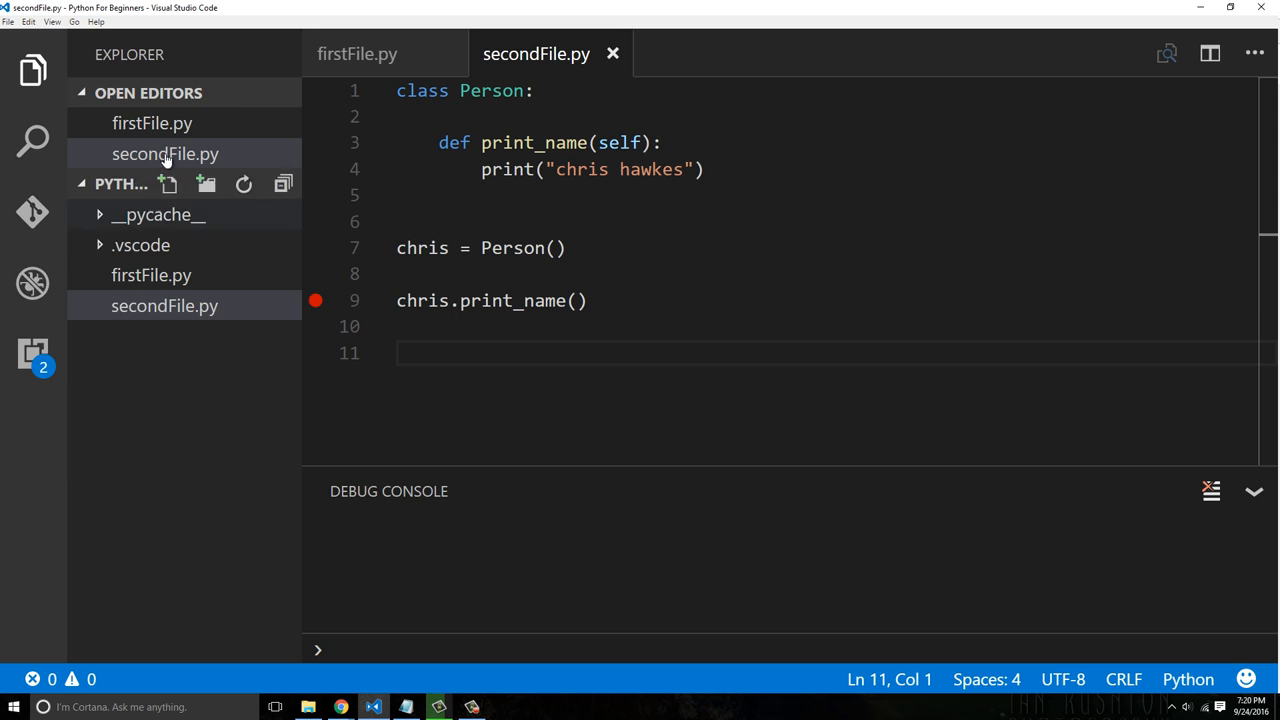 secondFile.py - Python For Beginners - Visual Studio Code
File Edit View Go Help
EXPLORER
OPEN EDITORS
firstFile.py
secondFile.py
PYTH...
__pycache__
.vscode
firstFile.py
secondFile.py
2
firstFile.py secondFile.py
1 class Person:
2
3 def print_name(self):
4 print("chris hawkes")
5
6
7 chris = Person()
8
9 chris.print_name()
10
11
DEBUG CONSOLE
0 0 Ln 11, Col 1 Spaces: 4 UTF-8 CRLF Python
I'm Cortana. Ask me anything.
7:20 PM
9/24/2016